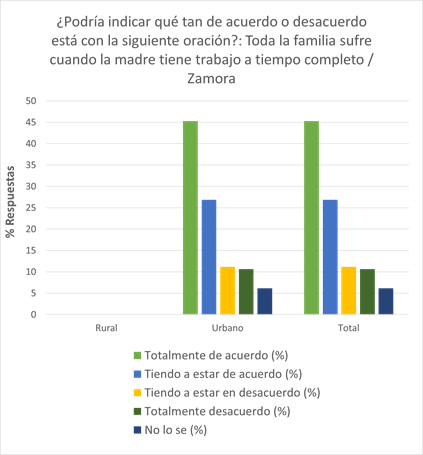 ¿Podría indicar qué tan de acuerdo o desacuerdo
está con la siguiente oración?: Toda la familia sufre
cuando la madre tiene trabajo a tiempo completo /
Zamora
% Respuestas
50
45
40
35
30
25
20
15
10
5
0
Rural
Urbano
Total
Totalmente de acuerdo (%)
Tiendo a estar de acuerdo (%)
Tiendo a estar en desacuerdo (%)
Totalmente desacuerdo (%)
No lo se (%)